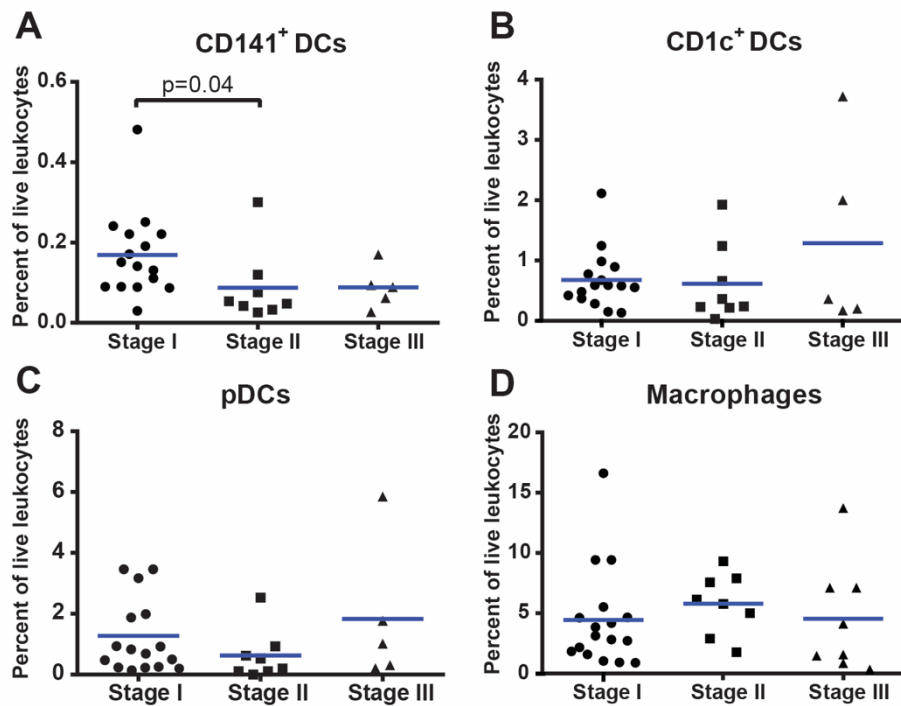 A
CD141+ DCs
Percent of live leukocytes
0.6
0.4
0.2
0.0
p=0.04
Stage I
Stage II
Stage III
B
CD1c+ DCs
Percent of live leukocytes
4
3
2
1
0
Stage I
Stage II
Stage III
C
pDCs
Percent of live leukocytes
8
6
4
2
0
Stage I
Stage II
Stage III
D
Macrophages
Percent of live leukocytes
20
15
10
5
0
Stage I
Stage II
Stage III